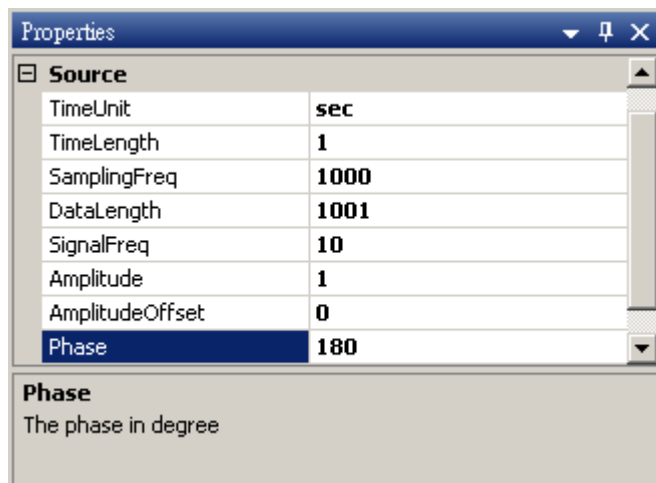 Properties
Source
TimeUnit sec
TimeLength 1
SamplingFreq 1000
DataLength 1001
SignalFreq 10
Amplitude 1
AmplitudeOffset 0
Phase 180
Phase
The phase in degree